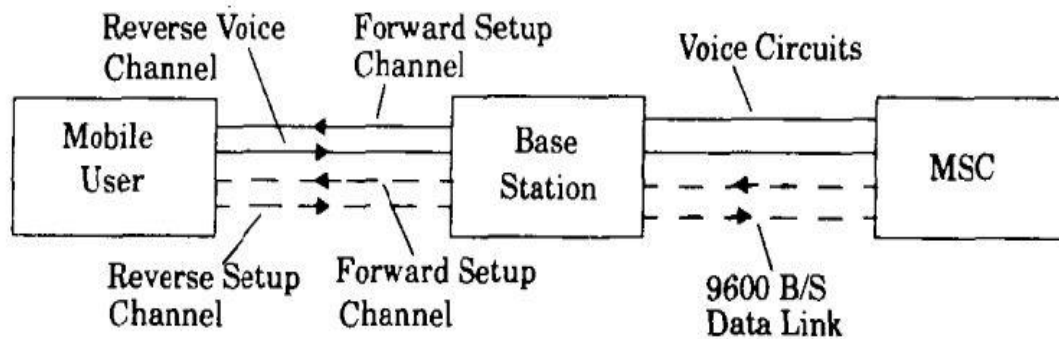 Reverse Voice
Channel
Forward Setup
Channel
Voice Circuits
Mobile
User
Base
Station
MSC
Reverse Setup
Channel
Forward Setup
Channel
9600 B/S
Data Link